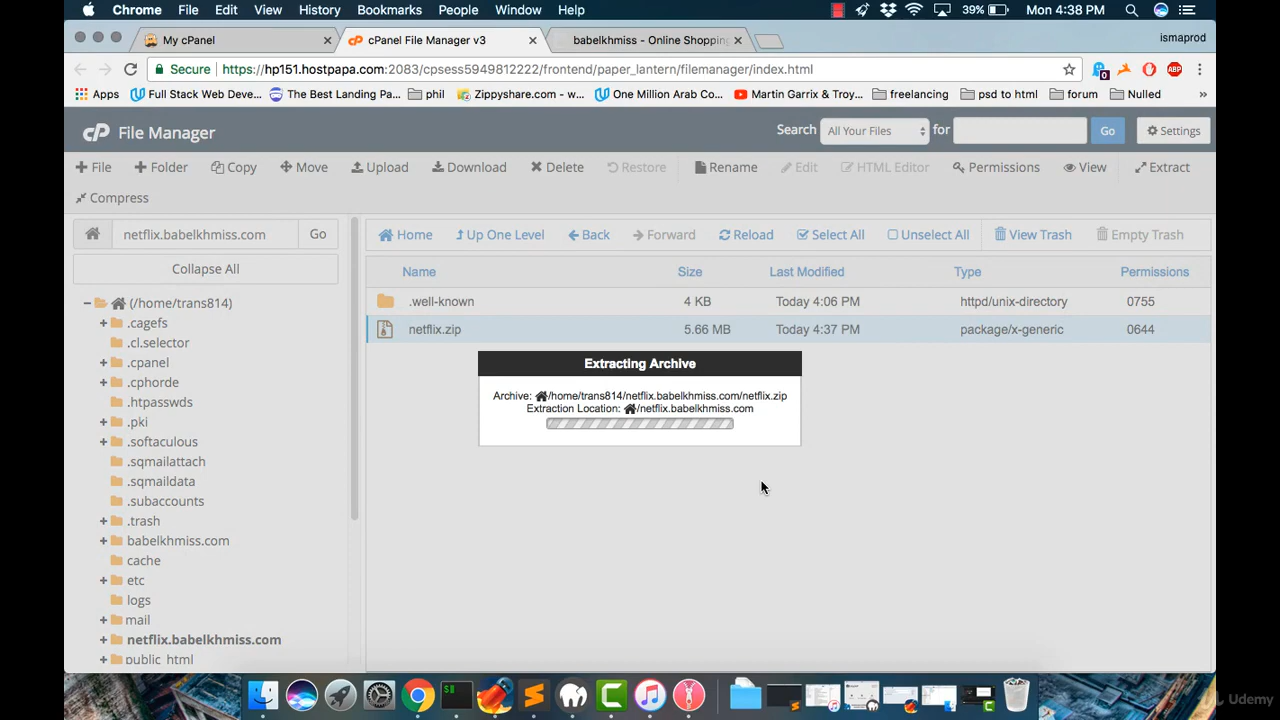 Chrome File Edit View History Bookmarks People Window Help 39% Mon 4:38 PM
My cPanel cPanel File Manager v3 babelkhmiss - Online Shopping ismaprod
Secure https://hp151.hostpapa.com:2083/cpsess5949812222/frontend/paper_lantern/filemanager/index.html 0 ABP
Apps Full Stack Web Deve... The Best Landing Pa... phil Zippyshare.com - w... One Million Arab Co... Martin Garrix & Troy... freelancing psd to html forum Nulled »
cP File Manager Search All Your Files for Go Settings
File Folder Copy Move Upload Download Delete Restore Rename Edit HTML Editor Permissions View Extract
Compress
netflix.babelkhmiss.com Go Home Up One Level Back Forward Reload Select All Unselect All View Trash Empty Trash
Collapse All
Name Size Last Modified Type Permissions
.well-known 4 KB Today 4:06 PM httpd/unix-directory 0755
netflix.zip 5.66 MB Today 4:37 PM package/x-generic 0644
(/home/trans814)
.cagefs
.cl.selector
.cpanel
.cphorde
.htpasswds
.pki
.softaculous
.sqmailattach
.sqmaildata
.subaccounts
.trash
babelkhmiss.com
cache
etc
logs
mail
netflix.babelkhmiss.com
public_html
Extracting Archive
Archive: /home/trans814/netflix.babelkhmiss.com/netflix.zip
Extraction Location: /netflix.babelkhmiss.com
Udemy